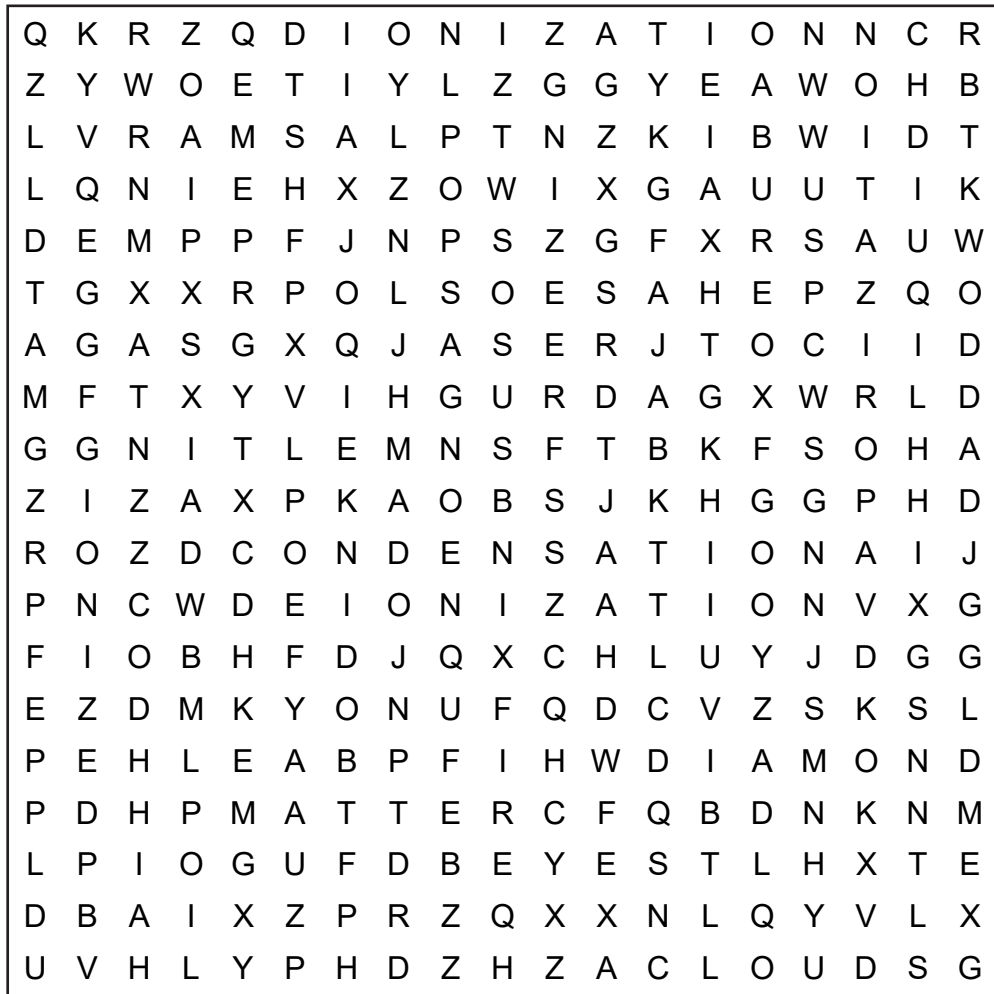 Q K R Z Q D I O N I Z A T I O N N C R
Z Y W O E T I Y L Z G G Y E A W O H B
L V R A M S A L P T N Z K I B W I D T
L Q N I E H X Z O W I X G A U U T I K
D E M P P F J N P S Z G F X R S A U W
T G X X R P O L S O E S A H E P Z Q O
A G A S G X Q J A S E R J T O C I I D
M F T X Y V I H G U R D A G X W R L D
G G N I T L E M N S F T B K F S O H A
Z I Z A X P K A O B S J K H G G P H D
R O Z D C O N D E N S A T I O N A I J
P N C W D E I O N I Z A T I O N V X G
F I O B H F D J Q X C H L U Y J D G G
E Z D M K Y O N U F Q D C V Z S K S L
P E H L E A B P F I H W D I A M O N D
P D H P M A T T E R C F Q B D N K N M
L P I O G U F D B E Y E S T L H X T E
D B A I X Z P R Z Q X X N L Q Y V L X
U V H L Y P H D Z H Z A C L O U D S G